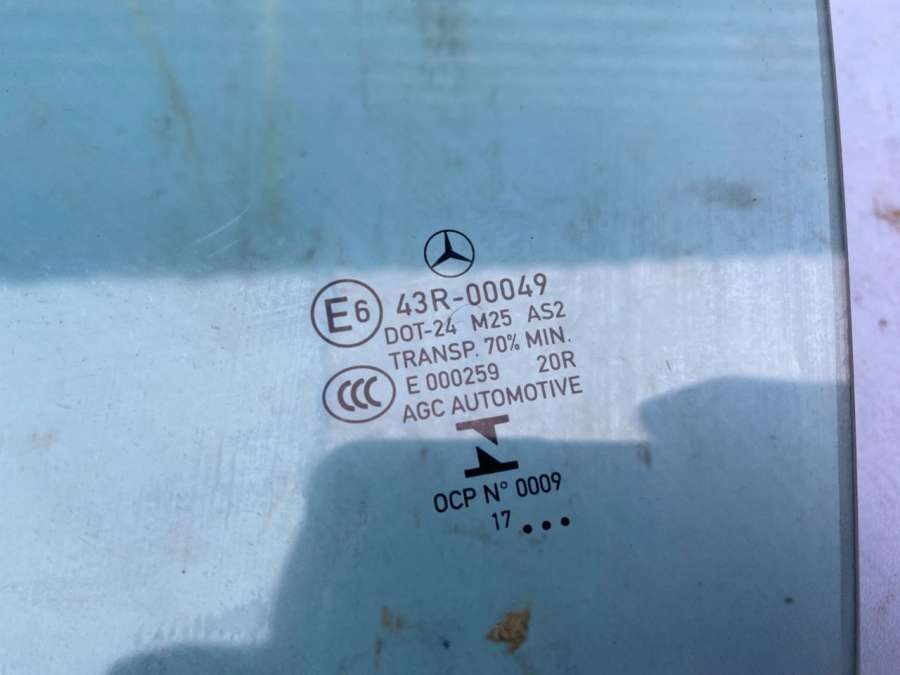 E6 43R-00049
DOT-24 M25 AS2
TRANSP. 70% MIN.
CCC E 000259 20R
AGC AUTOMOTIVE
OCP N° 0009
17 ...